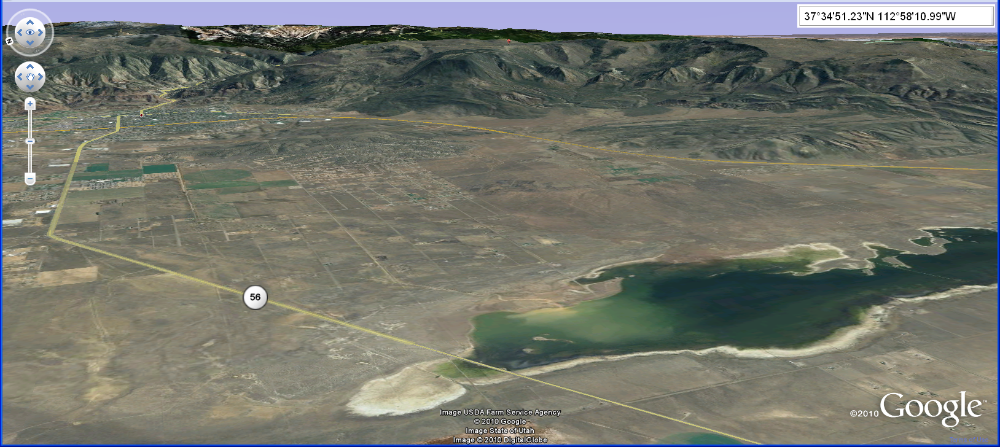 37°34'51.23"N 112°58'10.99"W
N
56
Image USDA Farm Service Agency
© 2010 Google
Image State of Utah
Image © 2010 DigitalGlobe
©2010 Google™